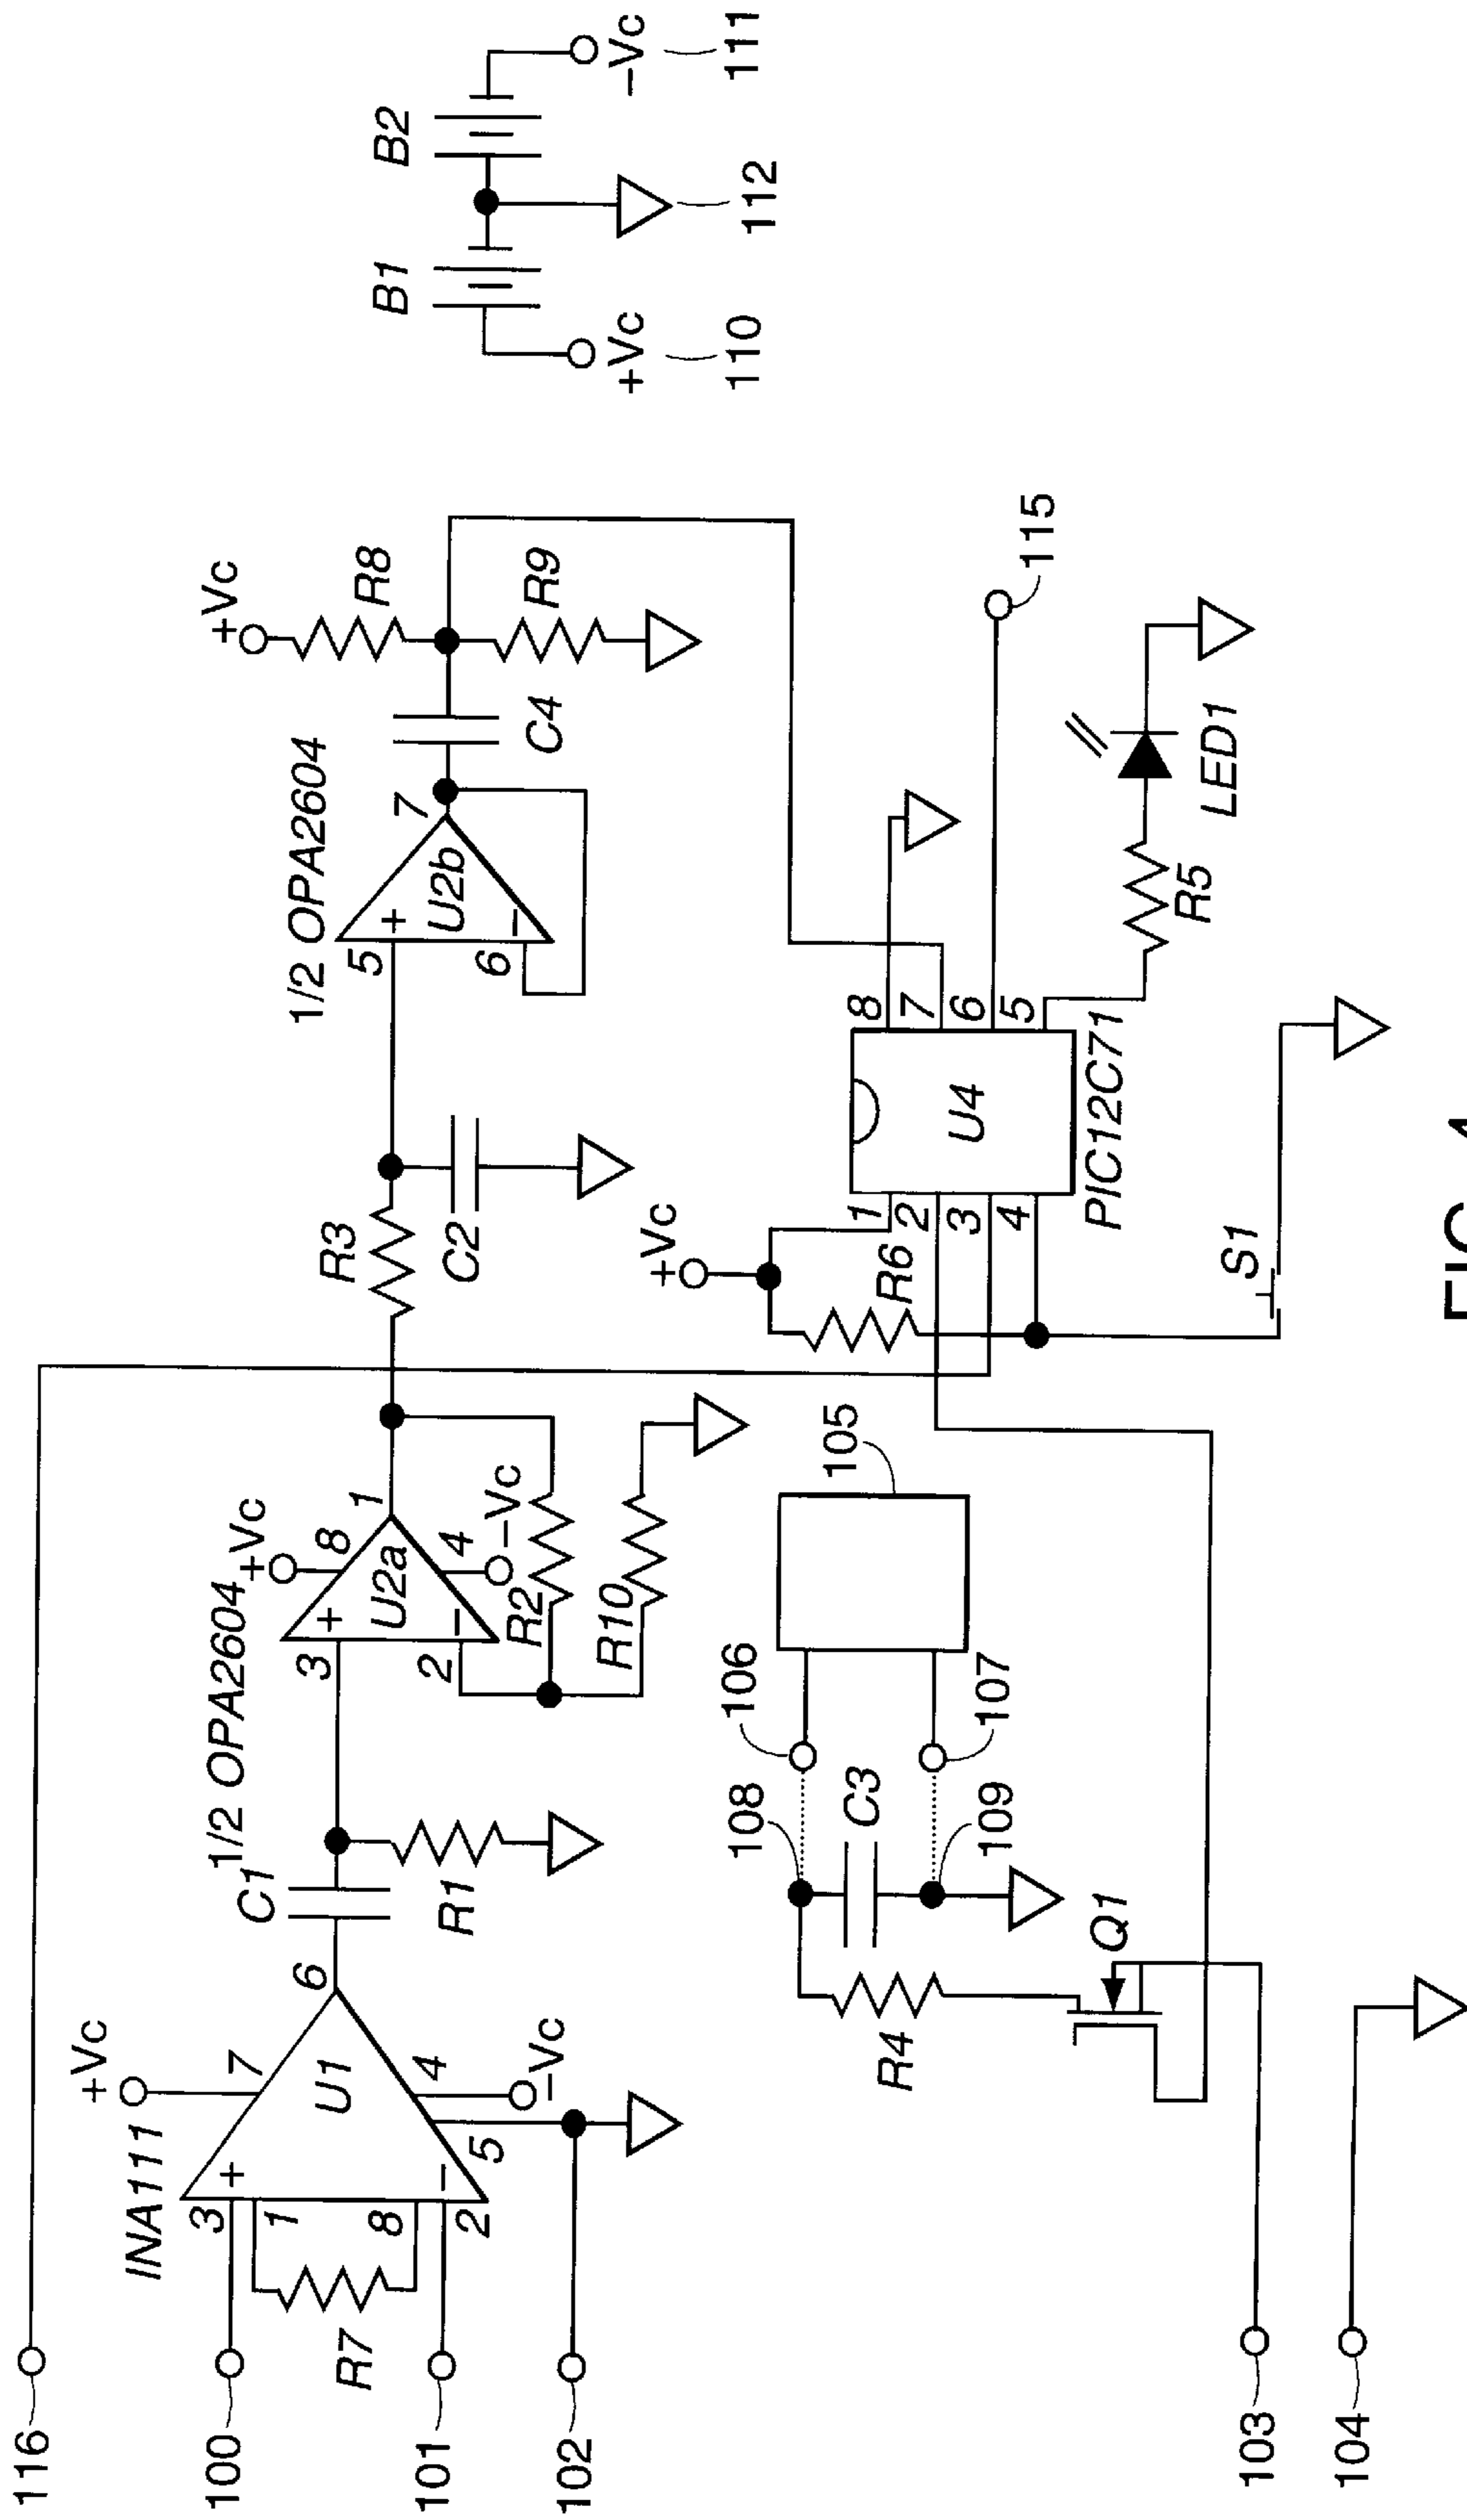 116
100
101
102
INA111
+Vc
3
+
1
8
2
−
U1
7
6
4
5
−Vc
R7
C1
R1
1/2 OPA2604
+Vc
3
+
2
−
U2a
8
1
4
−Vc
R2
R10
R3
C2
1/2 OPA2604
5
+
6
−
U2b
7
C4
+Vc
R8
R9
B1
B2
+Vc
−Vc
110
112
111
+Vc
R6
1
2
3
4
U4
8
7
6
5
PIC12C71
115
R5
LED1
S1
105
106
107
108
109
C3
R4
Q1
103
104